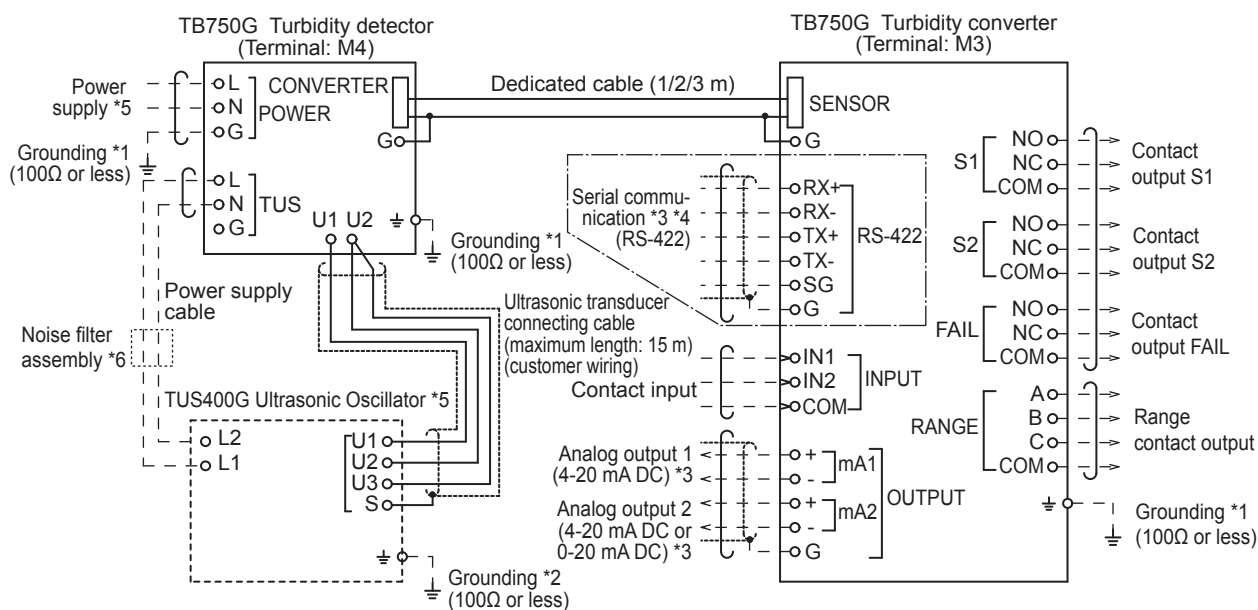 TB750G Turbidity detector
(Terminal: M4)
TB750G Turbidity converter
(Terminal: M3)
Power
supply *5
L
N
G
POWER
CONVERTER
G
Dedicated cable (1/2/3 m)
SENSOR
G
Grounding *1
(100Ω or less)
L
N
G
TUS
U1 U2
Grounding *1
(100Ω or less)
Power supply
cable
Noise filter
assembly *6
Ultrasonic transducer
connecting cable
(maximum length: 15 m)
(customer wiring)
TUS400G Ultrasonic Oscillator *5
L2
L1
U1
U2
U3
S
Grounding *2
(100Ω or less)
Serial commu-
nication *3 *4
(RS-422)
RX+
RX-
TX+
TX-
SG
G
RS-422
Contact input
IN1
IN2
COM
INPUT
Analog output 1
(4-20 mA DC) *3
Analog output 2
(4-20 mA DC or
0-20 mA DC) *3
+
-
mA1
+
-
mA2
G
OUTPUT
S1
NO
NC
COM
Contact
output S1
S2
NO
NC
COM
Contact
output S2
FAIL
NO
NC
COM
Contact
output FAIL
RANGE
A
B
C
COM
Range
contact output
Grounding *1
(100Ω or less)